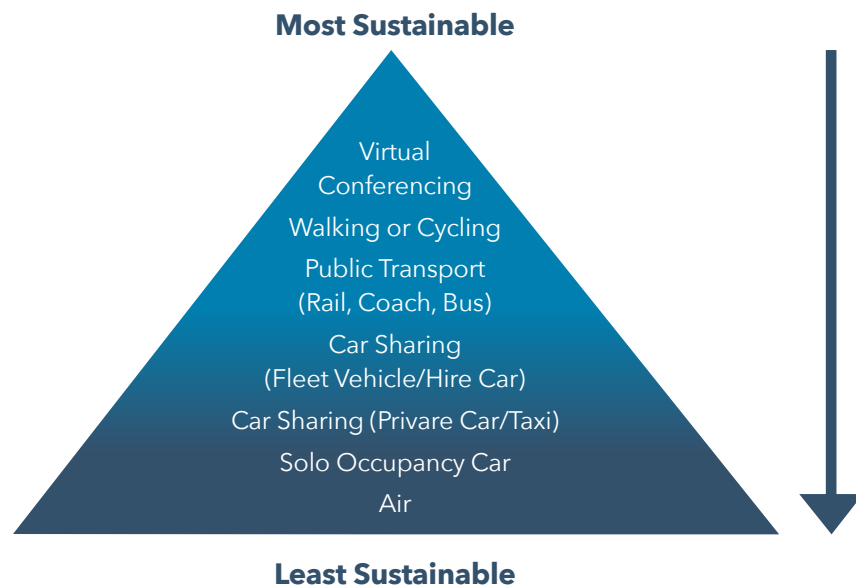 Most Sustainable
Virtual
Conferencing
Walking or Cycling
Public Transport
(Rail, Coach, Bus)
Car Sharing
(Fleet Vehicle/Hire Car)
Car Sharing (Privare Car/Taxi)
Solo Occupancy Car
Air
Least Sustainable